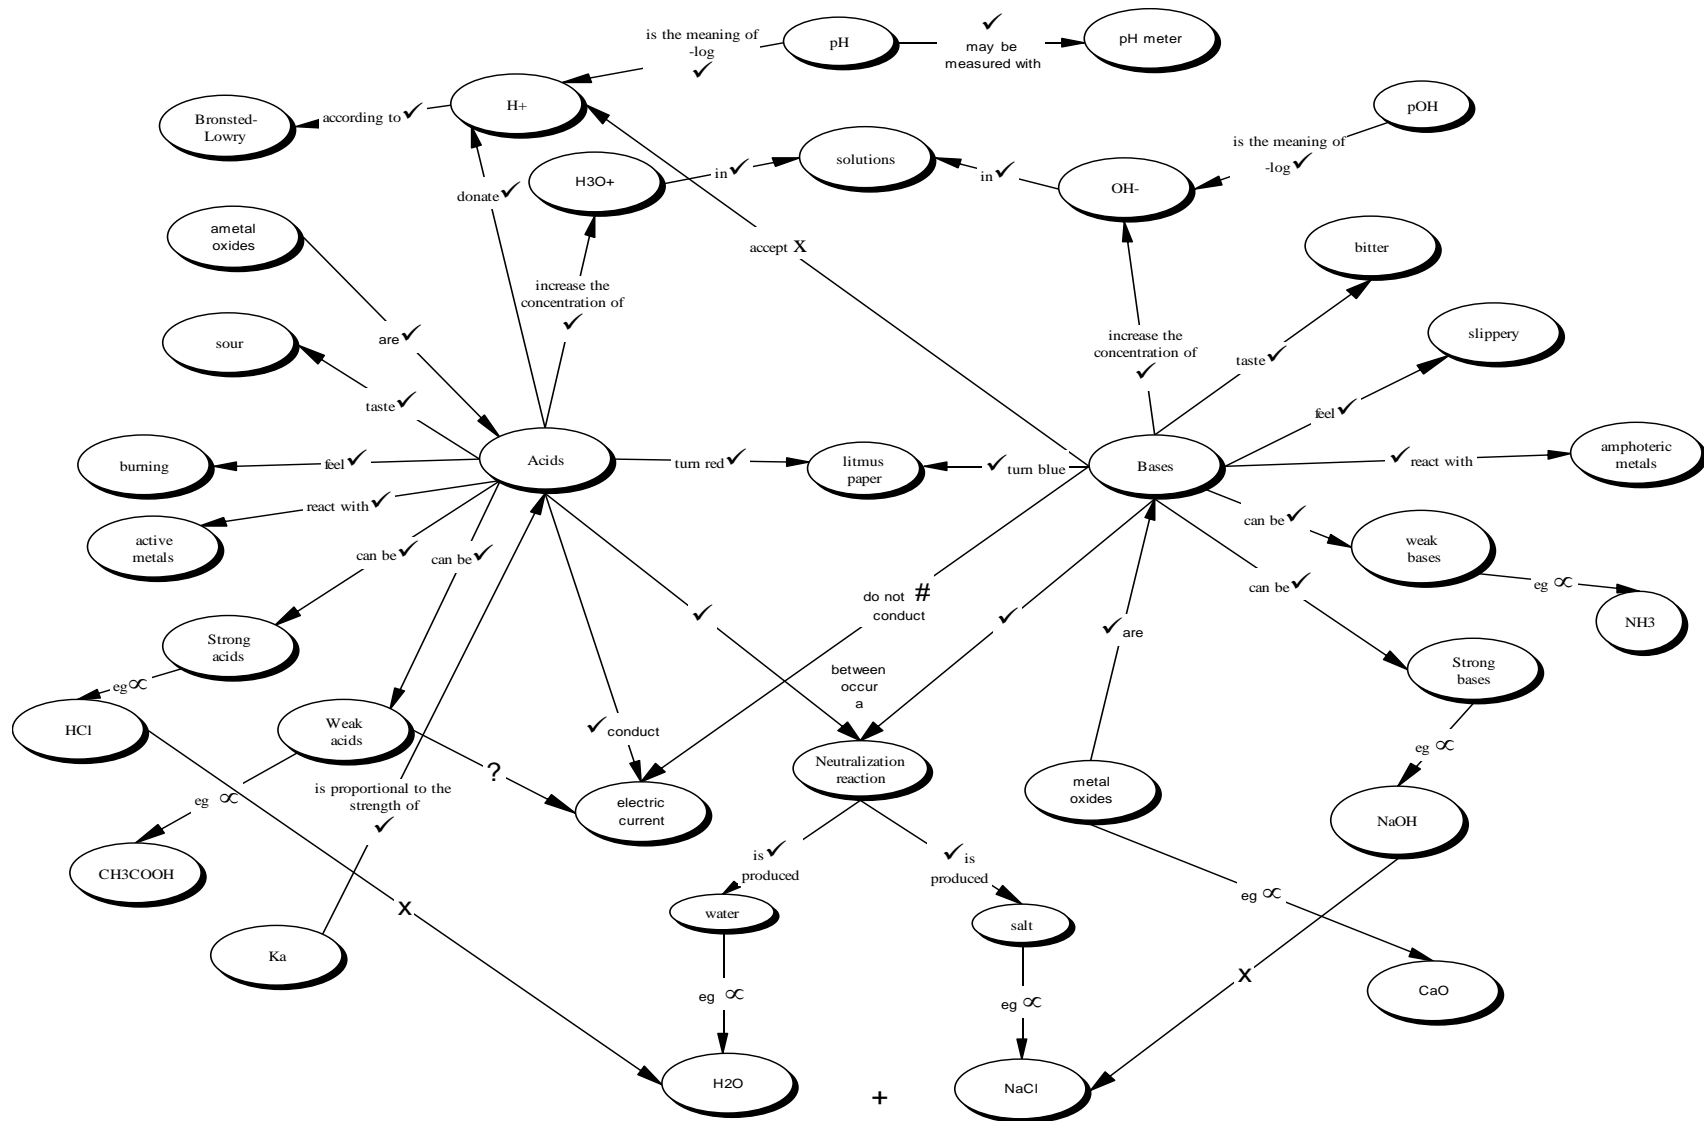 is the meaning of
-log
✓
pH
✓
may be
measured with
pH meter
Bronsted-
Lowry
according to ✓
H+
pOH
is the meaning of
-log ✓
solutions
H3O+
in ✓
in ✓
OH-
donate ✓
ametal
oxides
accept X
bitter
increase the
concentration of
✓
sour
are ✓
increase the
concentration of
✓
taste ✓
slippery
taste ✓
feel ✓
burning
feel ✓
Acids
turn red ✓
litmus
paper
✓ turn blue
Bases
✓ react with
amphoteric
metals
react with ✓
active
metals
can be ✓
can be ✓
can be ✓
weak
bases
eg ∝
NH3
do not #
conduct
can be ✓
✓
✓
✓ are
Strong
acids
between
occur
a
Strong
bases
eg ∝
HCl
Weak
acids
✓ conduct
?
Neutralization
reaction
eg ∝
is proportional to the
strength of
✓
eg ∝
electric
current
metal
oxides
NaOH
CH3COOH
is ✓
produced
✓ is
produced
X
water
salt
eg ∝
Ka
X
eg ∝
eg ∝
CaO
H2O
+
NaCl